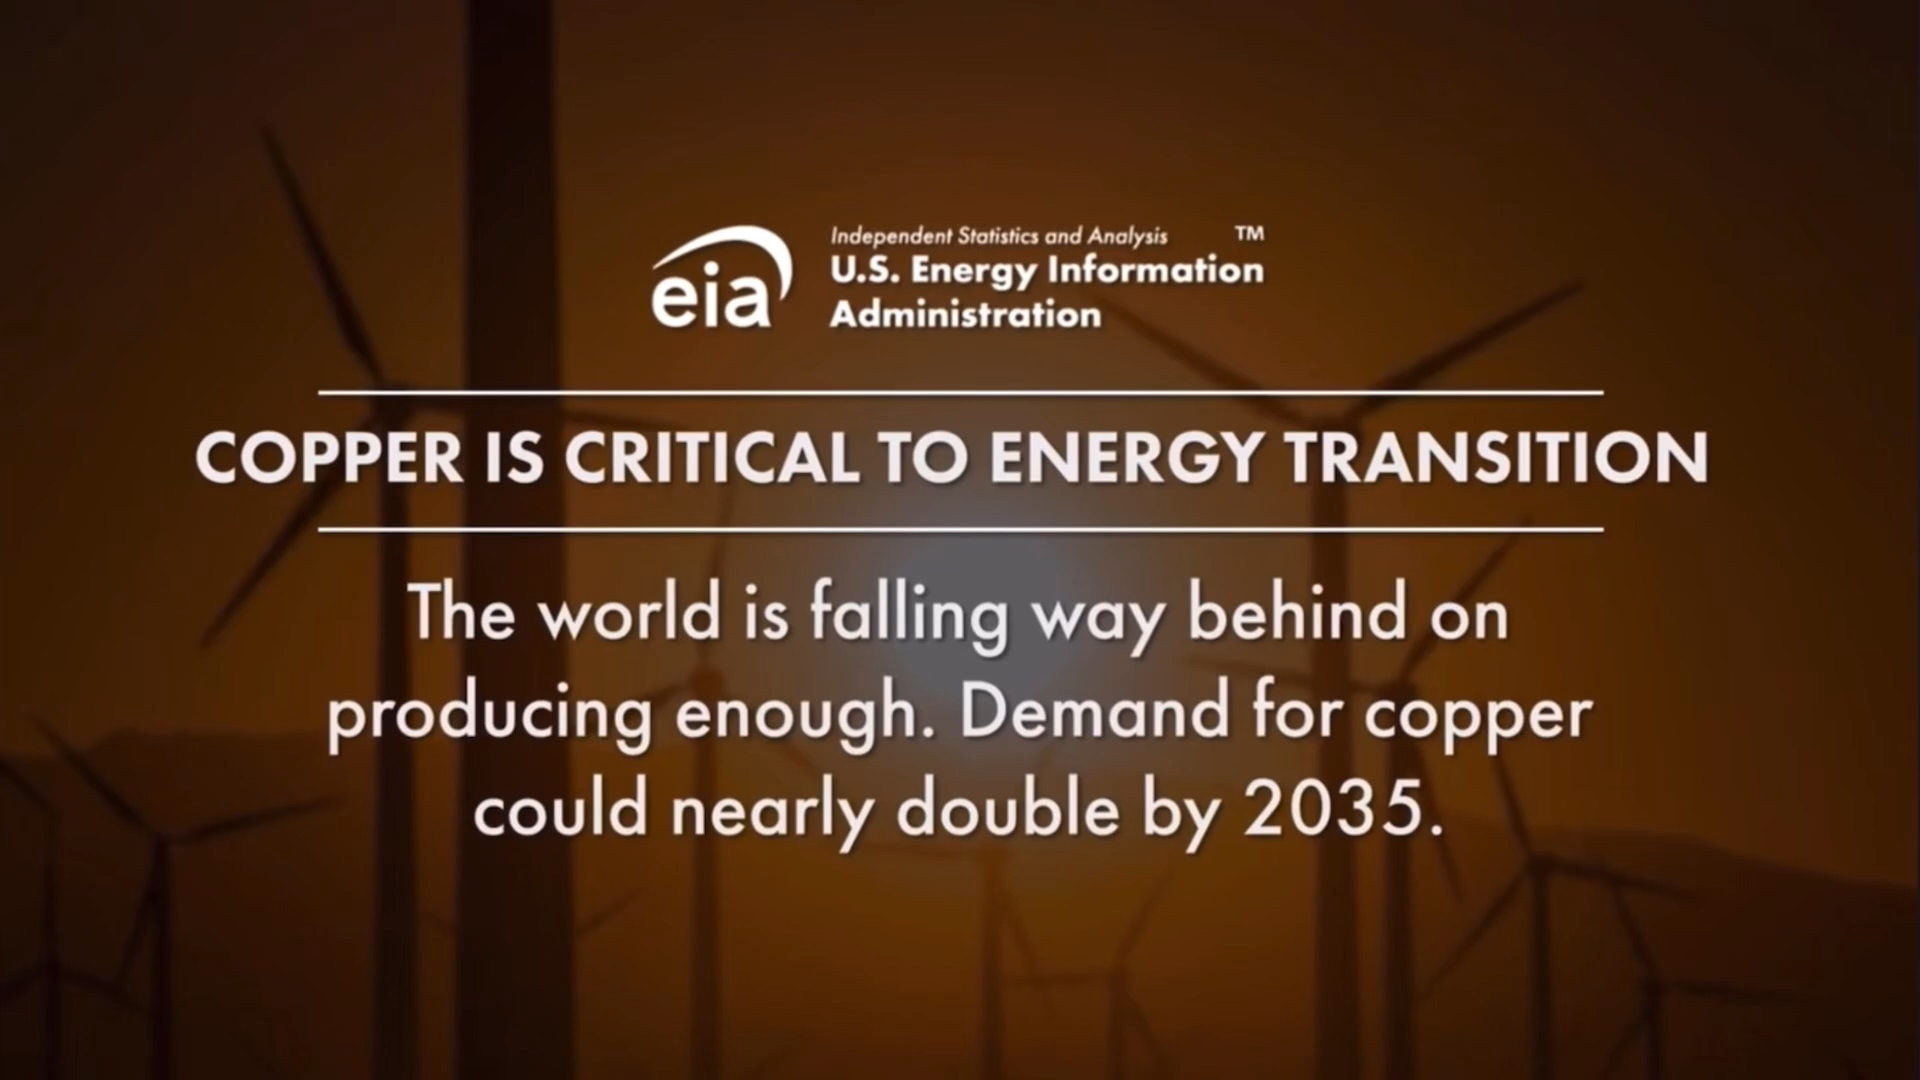 eia
Independent Statistics and Analysis
TM
U.S. Energy Information
Administration
COPPER IS CRITICAL TO ENERGY TRANSITION
The world is falling way behind on
producing enough. Demand for copper
could nearly double by 2035.